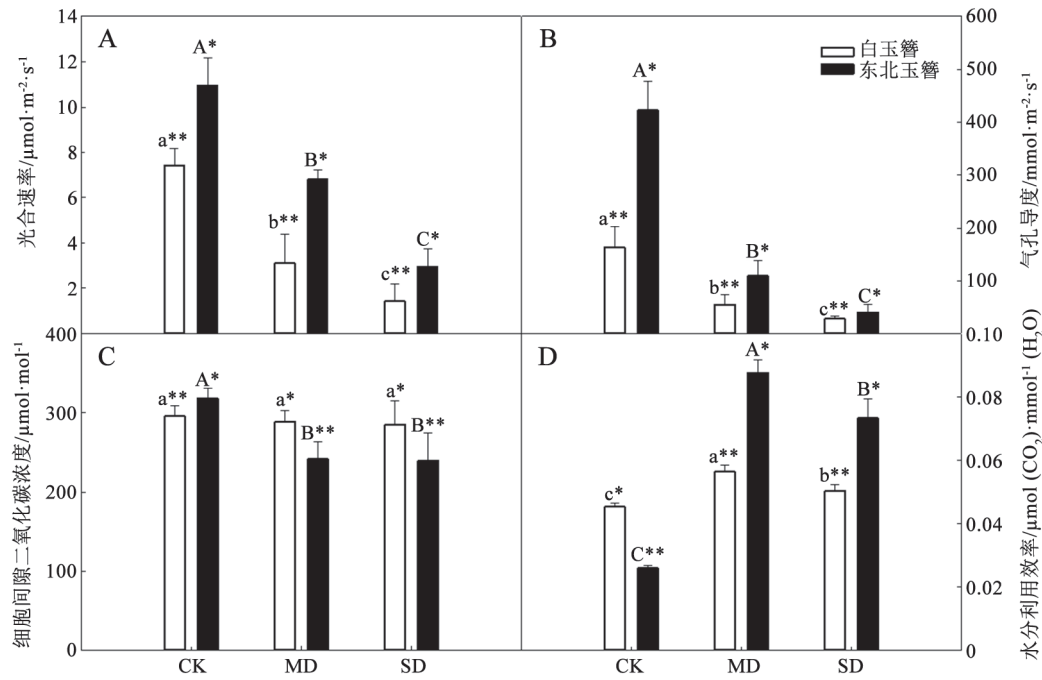 A
光合速率/μmol·m⁻²·s⁻¹
14
12
10
8
6
4
2
a** A*
b** B*
c** C*
B
白玉簪
东北玉簪
气孔导度/mmol·m⁻²·s⁻¹
600
500
400
300
200
100
a** A*
b** B*
c** C*
C
细胞间隙二氧化碳浓度/μmol·mol⁻¹
400
300
200
100
0
a** A*
a* B**
a* B**
CK MD SD
D
水分利用效率/μmol (CO₂)·mmol⁻¹ (H₂O)
0.10
0.08
0.06
0.04
0.02
0
c* C**
a** A*
b** B*
CK MD SD